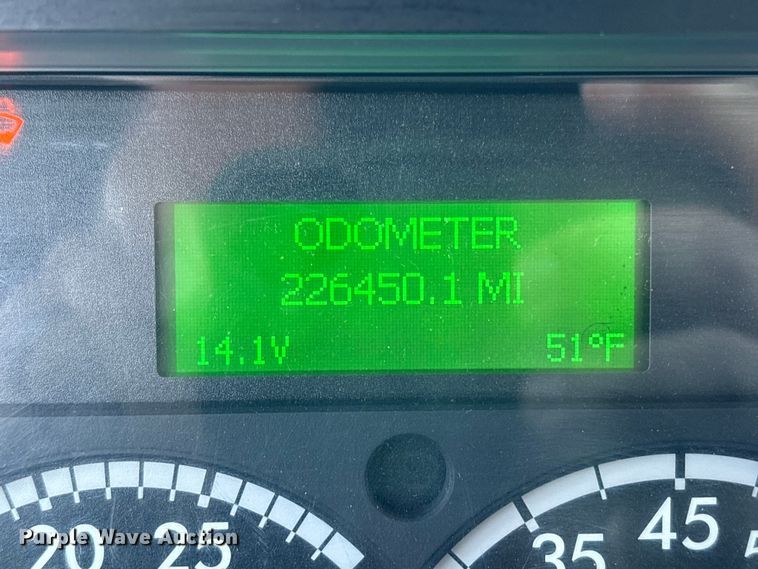 ODOMETER
226450.1 MI
14.1V 51°F
20 25 35 45
Purple Wave Auction